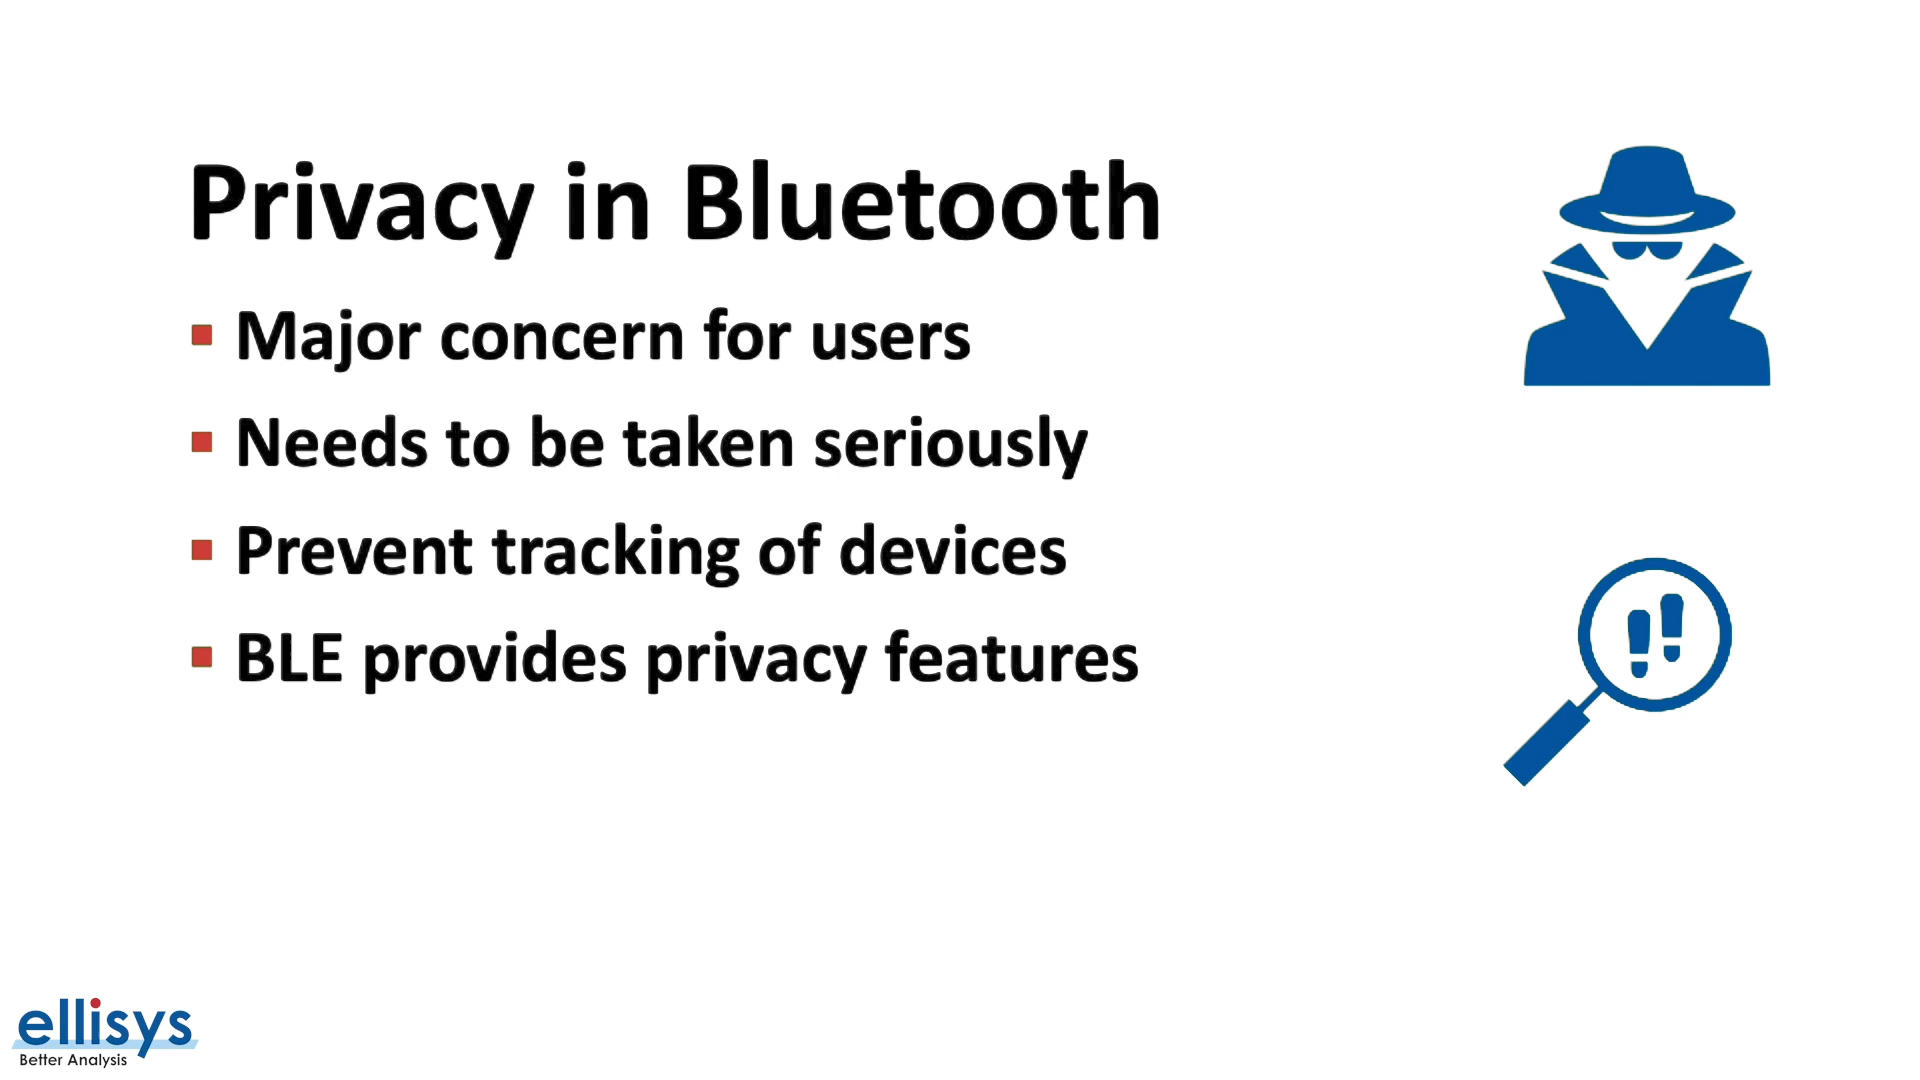 Privacy in Bluetooth
Major concern for users
Needs to be taken seriously
Prevent tracking of devices
BLE provides privacy features
ellisys
Better Analysis